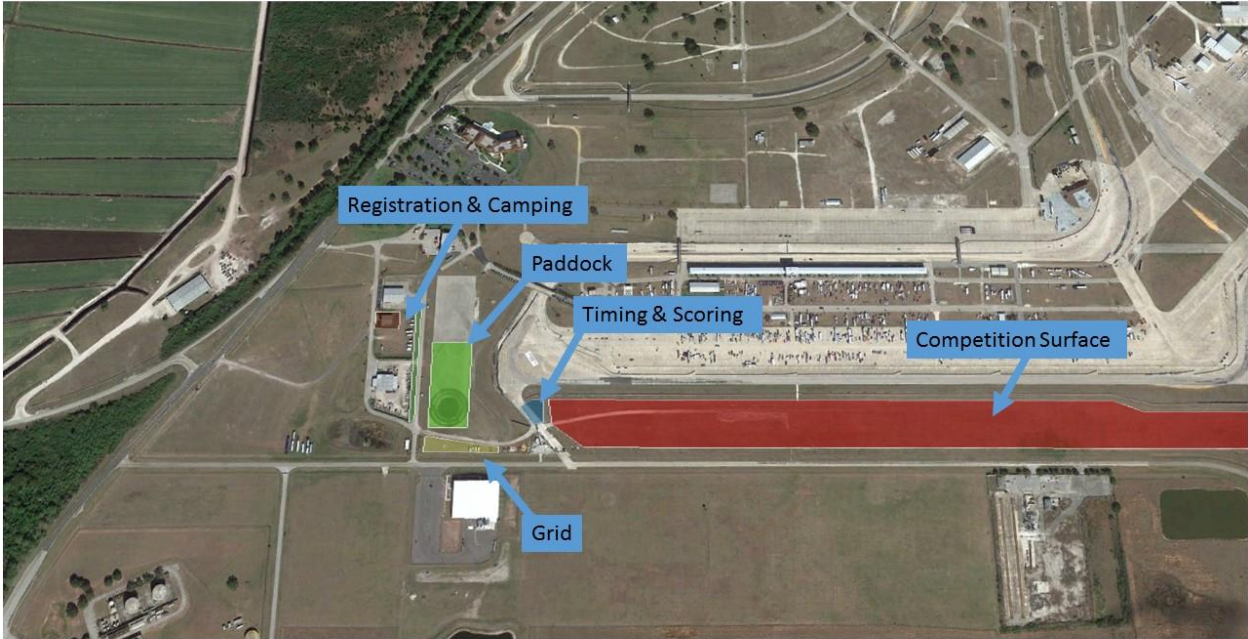 Registration & Camping
Paddock
Timing & Scoring
Competition Surface
Grid